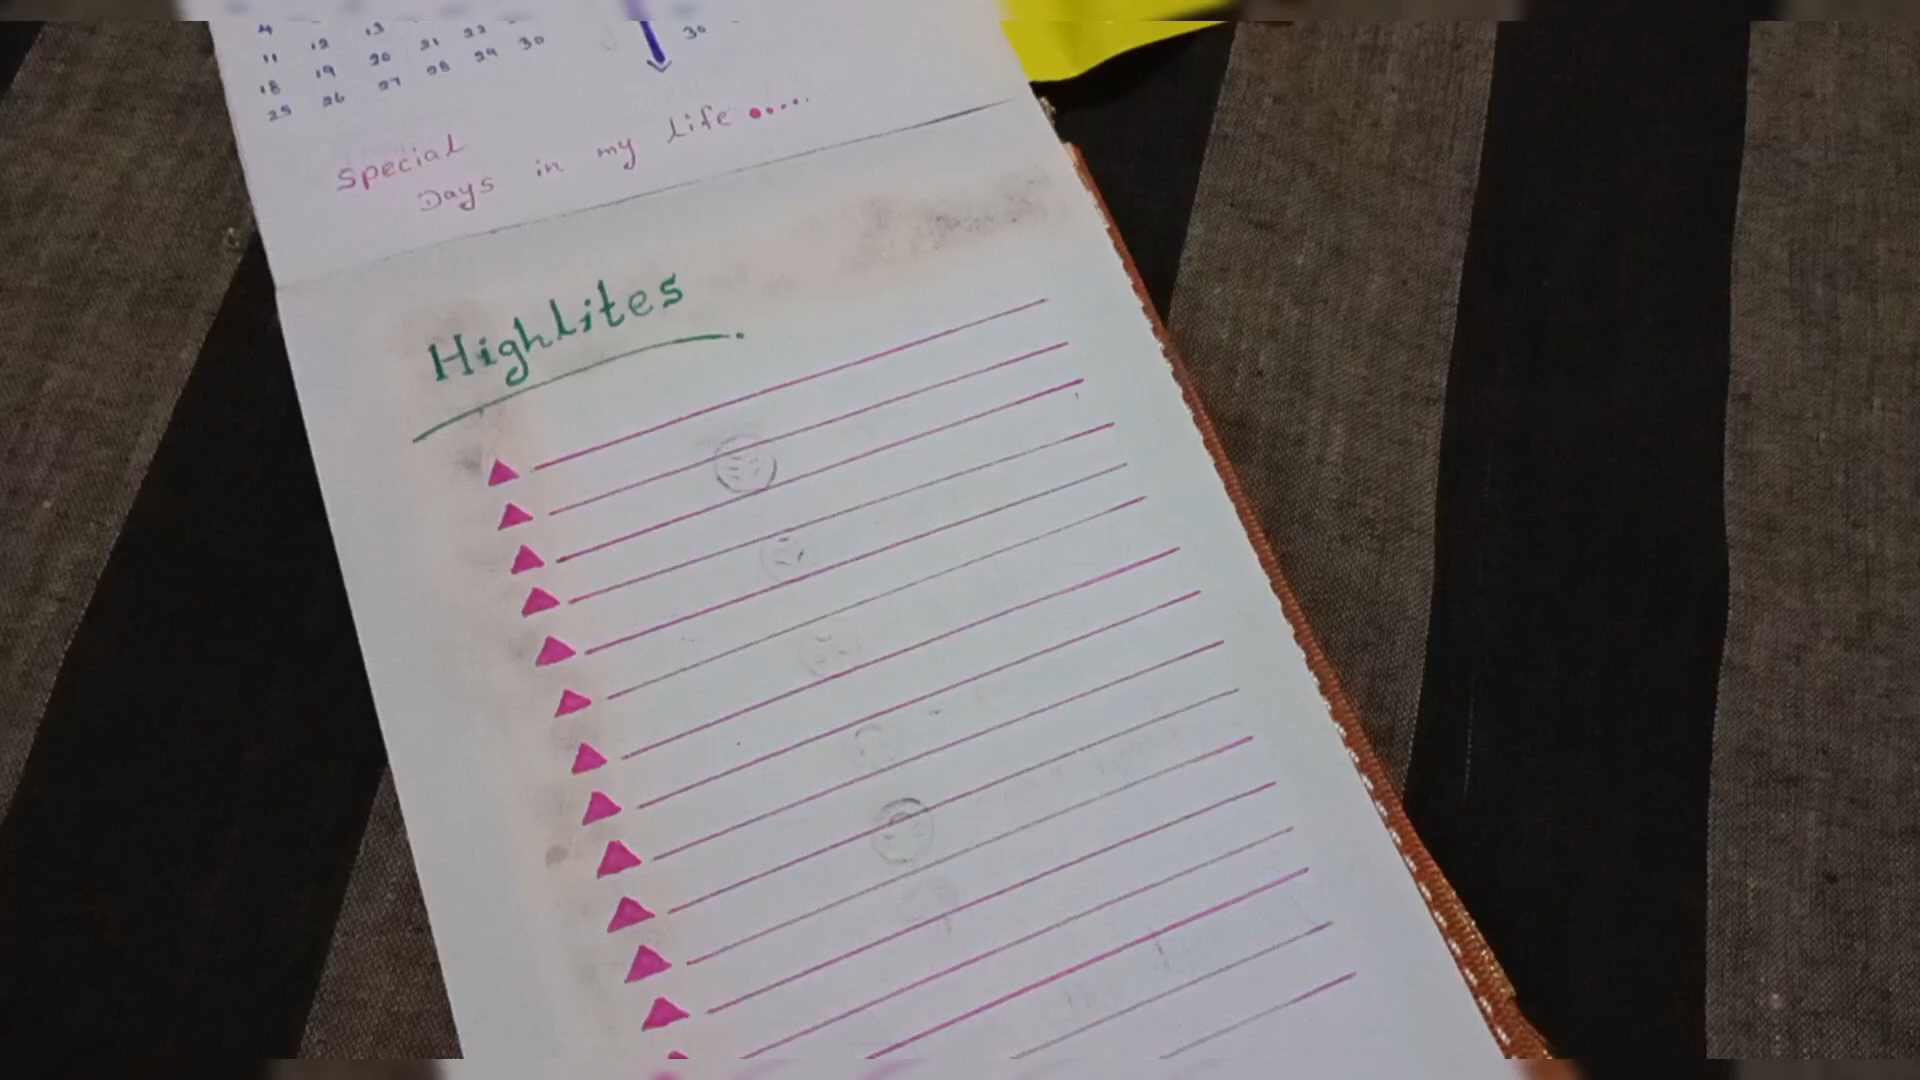 4 13
11 12 20 21 22
18 19 27 28 29 30
25 26
30
Special
Days in my life .....
Highlites